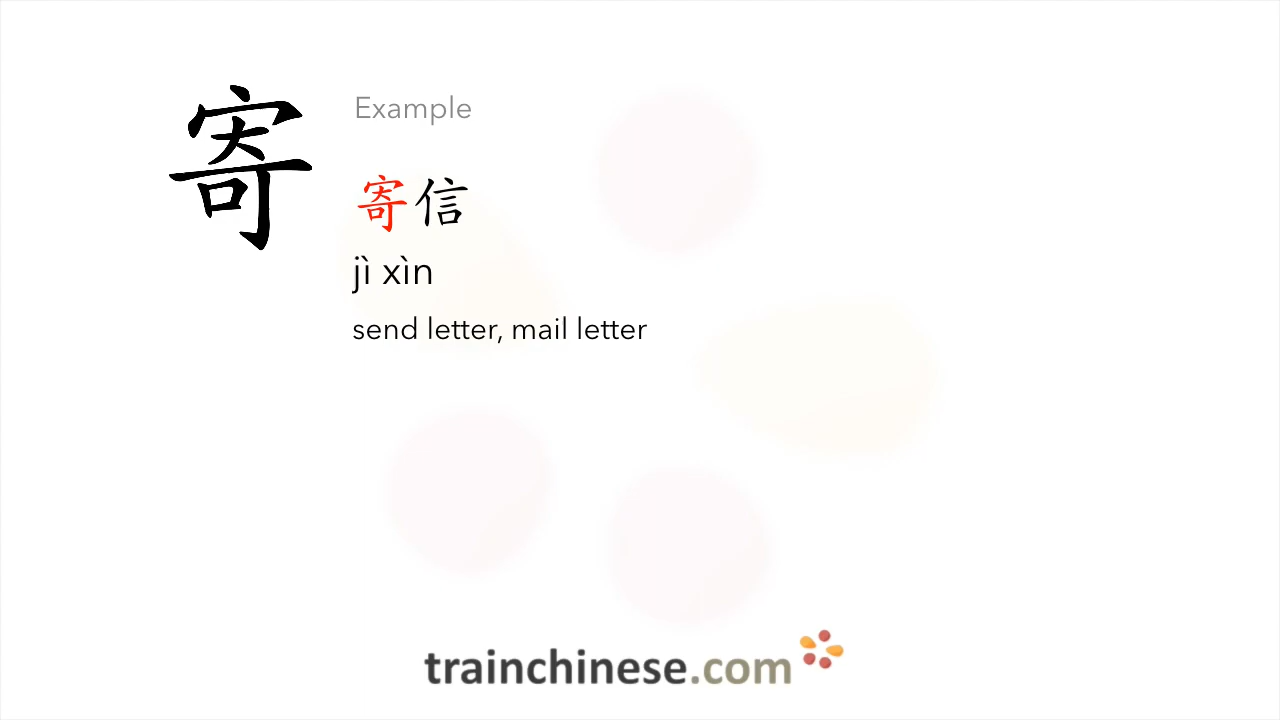 寄
Example
寄信
jì xìn
send letter, mail letter
trainchinese.com